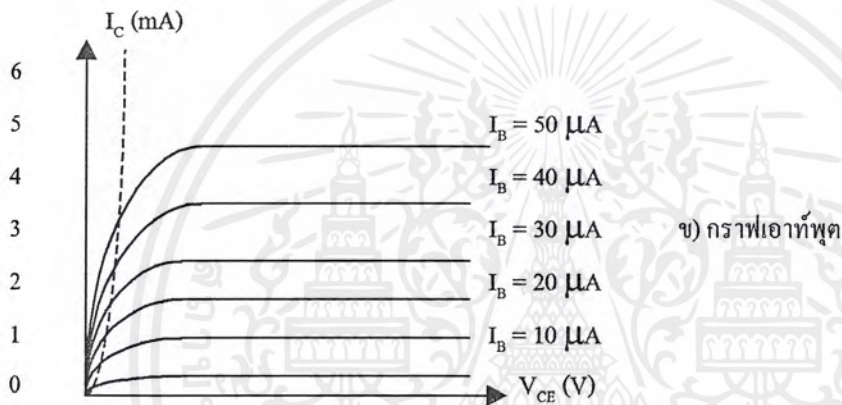 I_C (mA)
6
5
I_B = 50 µA
4
I_B = 40 µA
3
I_B = 30 µA
ข) กราฟเอาท์พุต
2
I_B = 20 µA
1
I_B = 10 µA
0
V_CE (V)